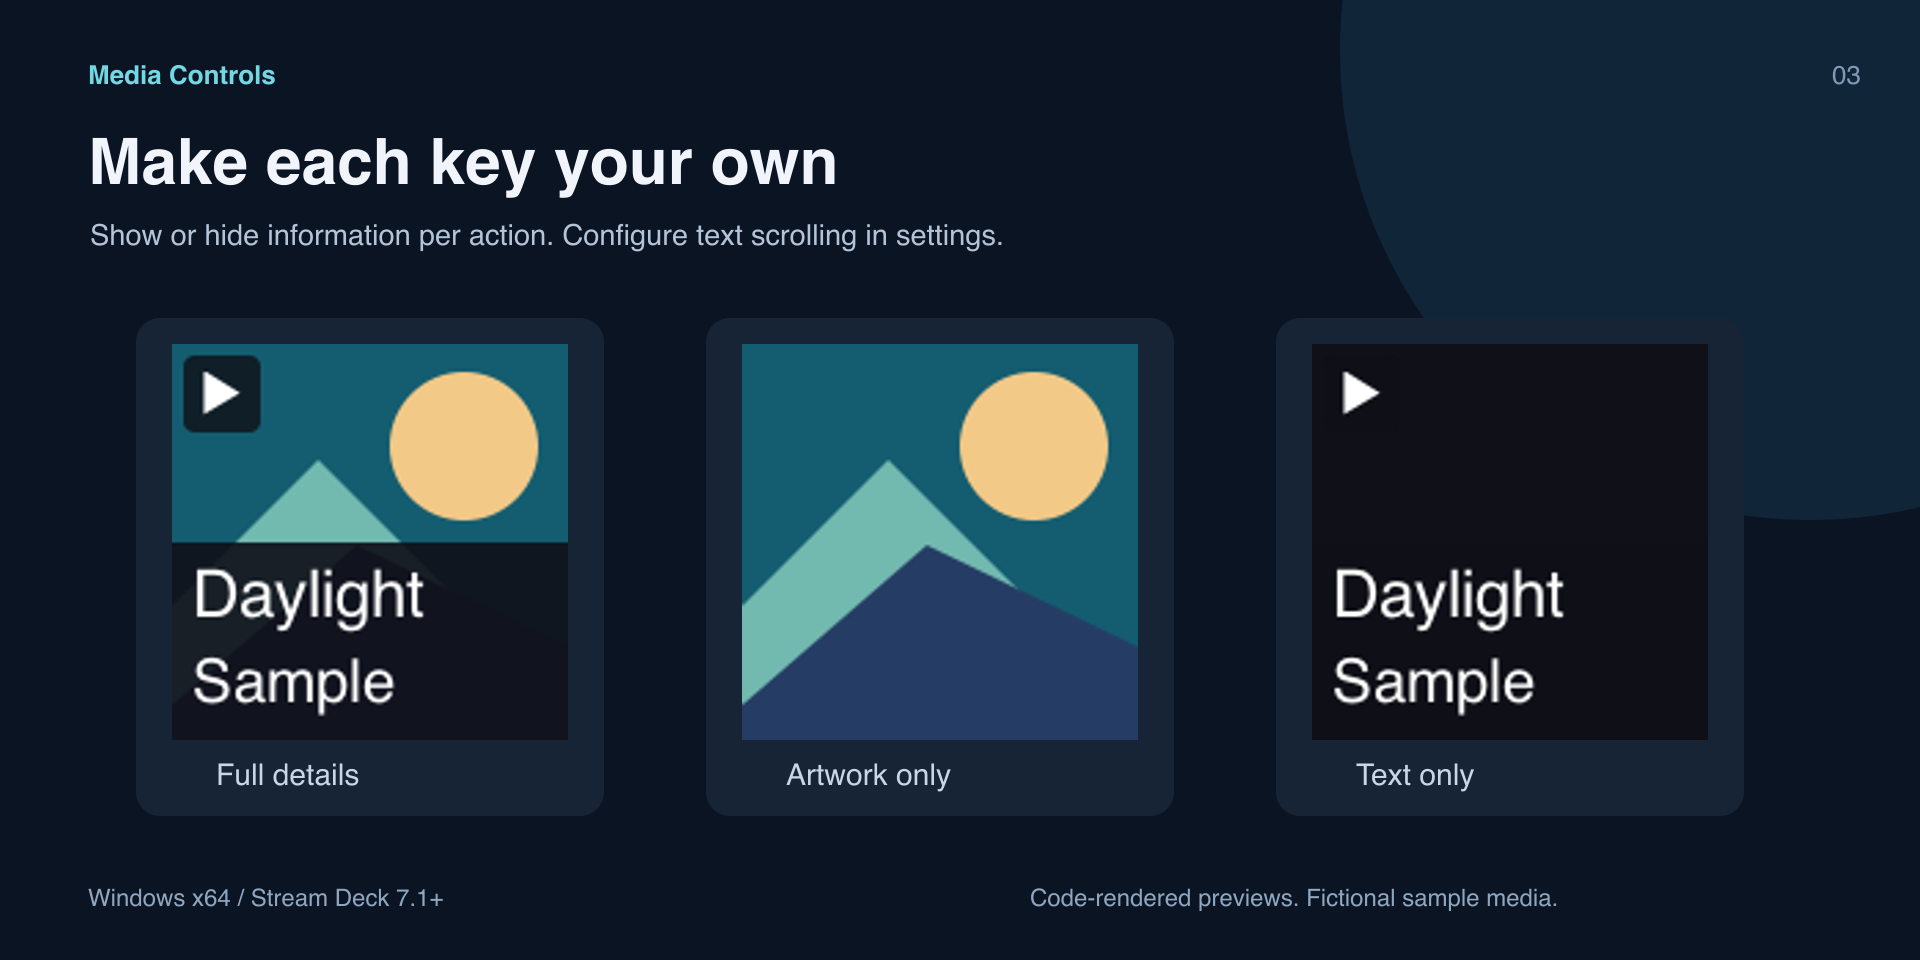 Media Controls
03
Make each key your own
Show or hide information per action. Configure text scrolling in settings.
Daylight
Sample
Full details
Artwork only
Daylight
Sample
Text only
Windows x64 / Stream Deck 7.1+
Code-rendered previews. Fictional sample media.